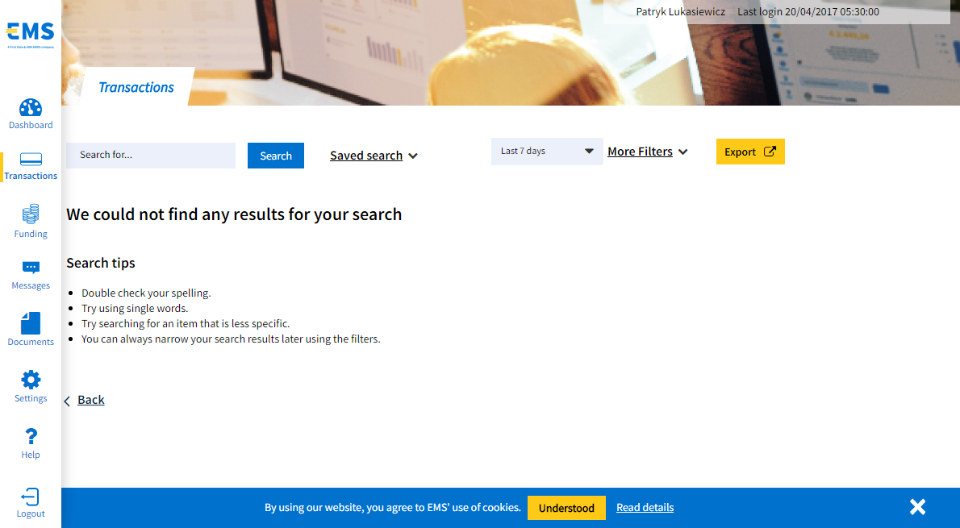 Patryk Lukasiewicz Last login 20/04/2017 05:30:00
EMS
Transactions
Dashboard
Transactions
Funding
Messages
Documents
Settings
Help
Logout
Search for...
Search
Saved search
Last 7 days
More Filters
Export
We could not find any results for your search
Search tips
Double check your spelling.
Try using single words.
Try searching for an item that is less specific.
You can always narrow your search results later using the filters.
Back
By using our website, you agree to EMS' use of cookies.
Understood
Read details